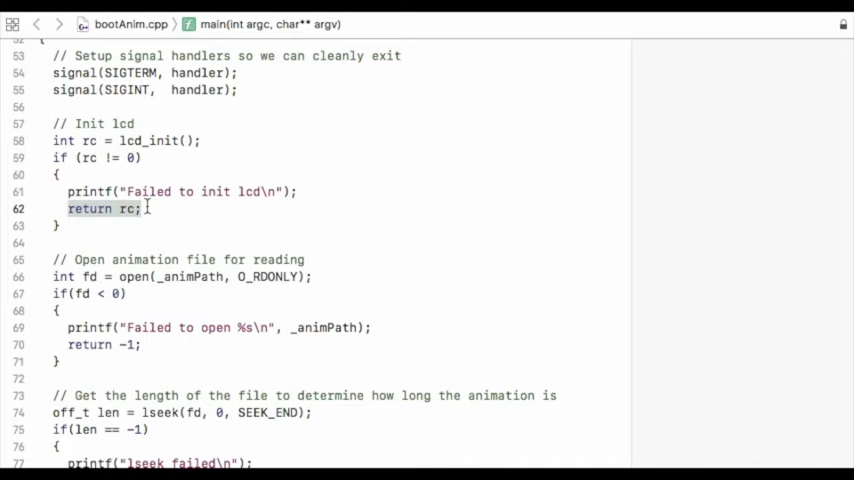 bootAnim.cpp > main(int argc, char** argv)
52 {
53 // Setup signal handlers so we can cleanly exit
54 signal(SIGTERM, handler);
55 signal(SIGINT,  handler);
56
57 // Init lcd
58 int rc = lcd_init();
59 if (rc != 0)
60 {
61 printf("Failed to init lcd\n");
62 return rc;
63 }
64
65 // Open animation file for reading
66 int fd = open(_animPath, O_RDONLY);
67 if(fd < 0)
68 {
69 printf("Failed to open %s\n", _animPath);
70 return -1;
71 }
72
73 // Get the length of the file to determine how long the animation is
74 off_t len = lseek(fd, 0, SEEK_END);
75 if(len == -1)
76 {
77 printf("lseek failed\n");